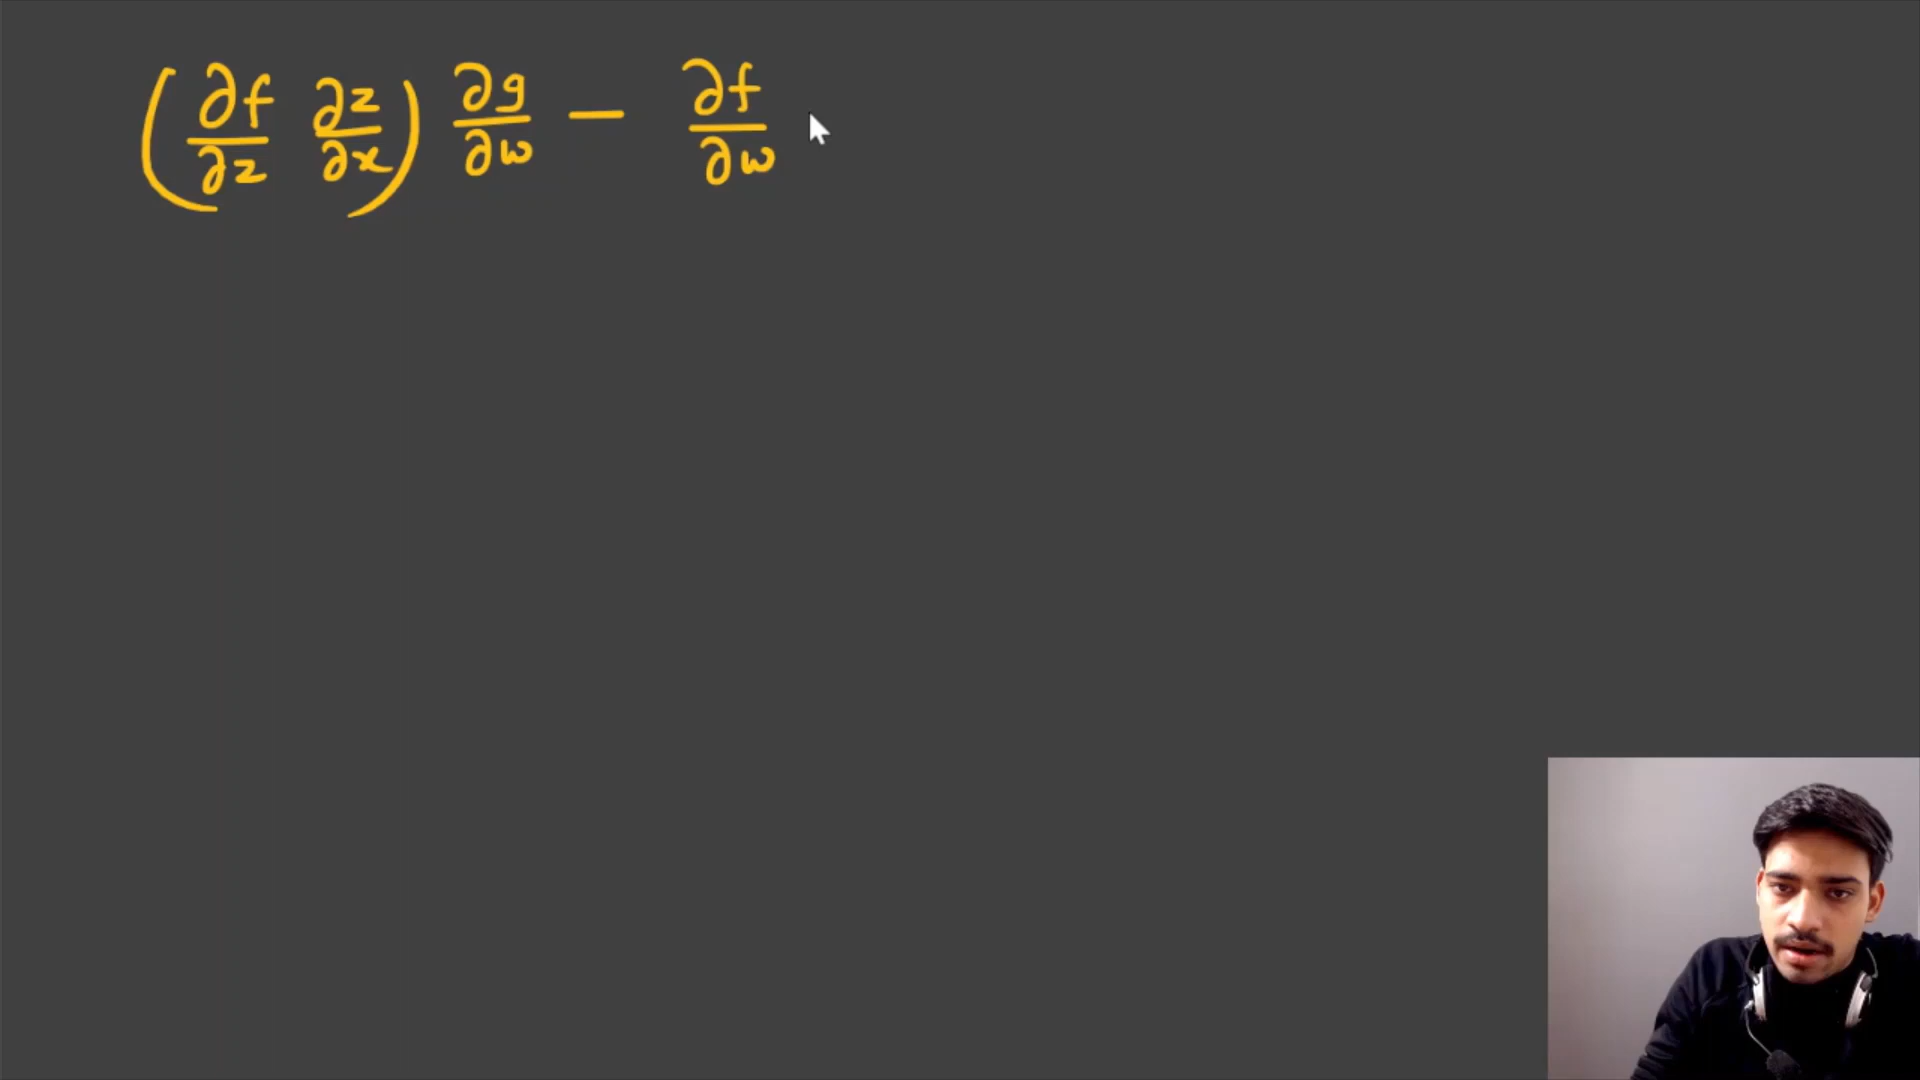 (∂f/∂z ∂z/∂x) ∂g/∂w − ∂f/∂w